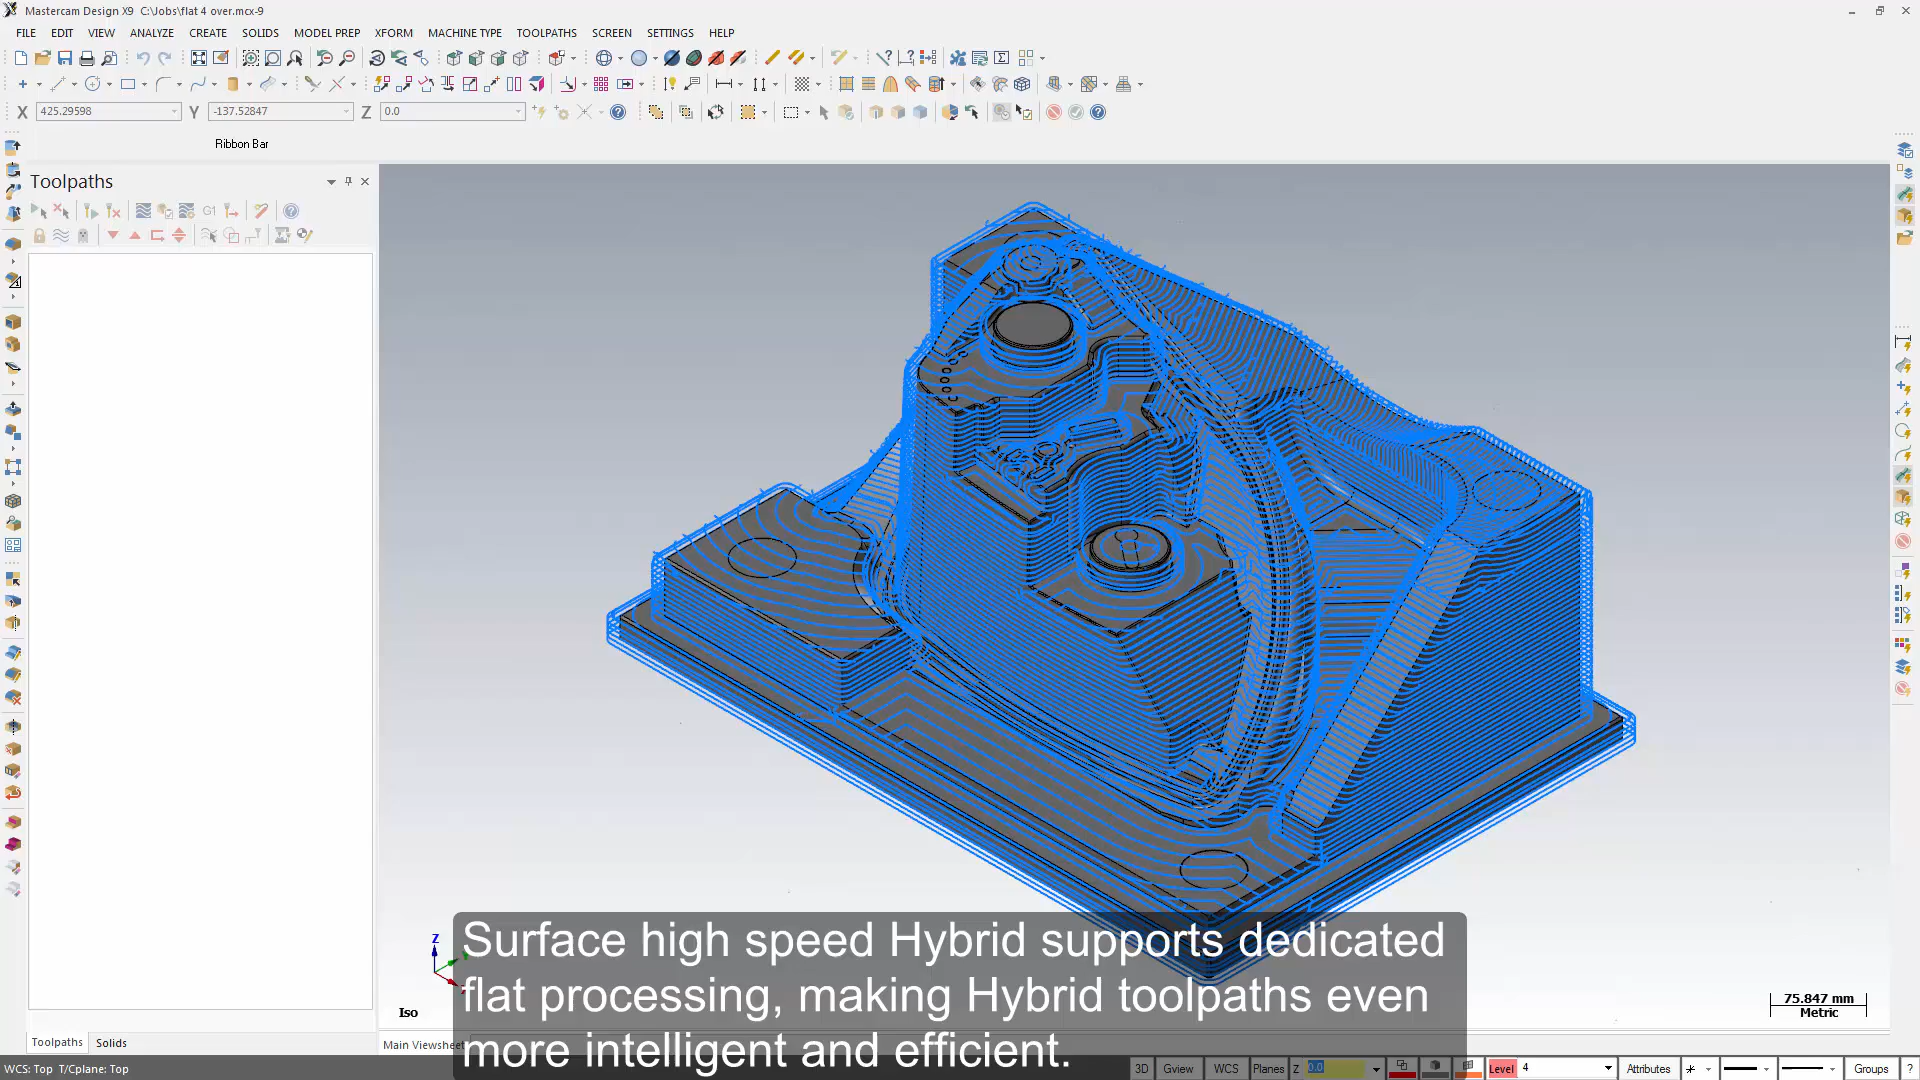 Mastercam Design X9 C:\Jobs\flat 4 over.mcx-9
FILE EDIT VIEW ANALYZE CREATE SOLIDS MODEL PREP XFORM MACHINE TYPE TOOLPATHS SCREEN SETTINGS HELP
X 425.29598 Y -137.52847 Z 0.0
Ribbon Bar
Toolpaths
G1
Z
Surface high speed Hybrid supports dedicated
flat processing, making Hybrid toolpaths even
more intelligent and efficient.
75.847 mm
Metric
Iso
Toolpaths Solids
Main Viewsheet
WCS: Top T/Cplane: Top
3D Gview WCS Planes Z 0.0 Level 4 Attributes Groups ?